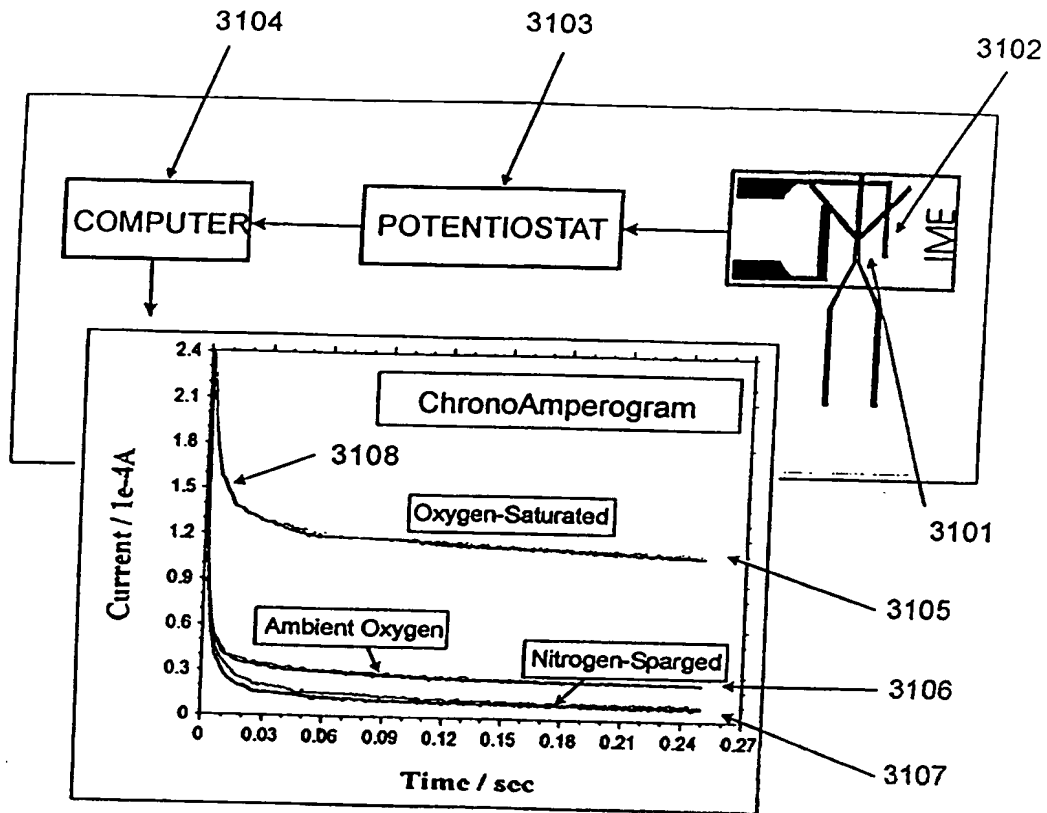 3104
3103
3102
COMPUTER
POTENTIOSTAT
IME
2.4
2.1
1.8
1.5
1.2
0.9
0.6
0.3
0
Current / 1e-4A
ChronoAmperogram
3108
Oxygen-Saturated
3101
3105
Ambient Oxygen
Nitrogen-Sparged
3106
3107
0 0.03 0.06 0.09 0.12 0.15 0.18 0.21 0.24 0.27
Time / sec